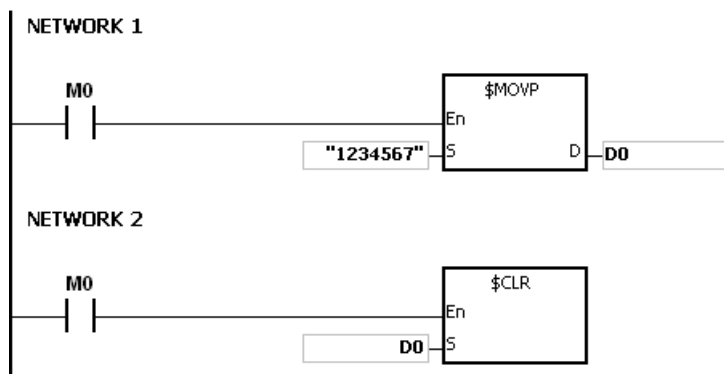 NETWORK 1
M0
$MOVP
En
"1234567" S D D0
NETWORK 2
M0
$CLR
En
D0 S